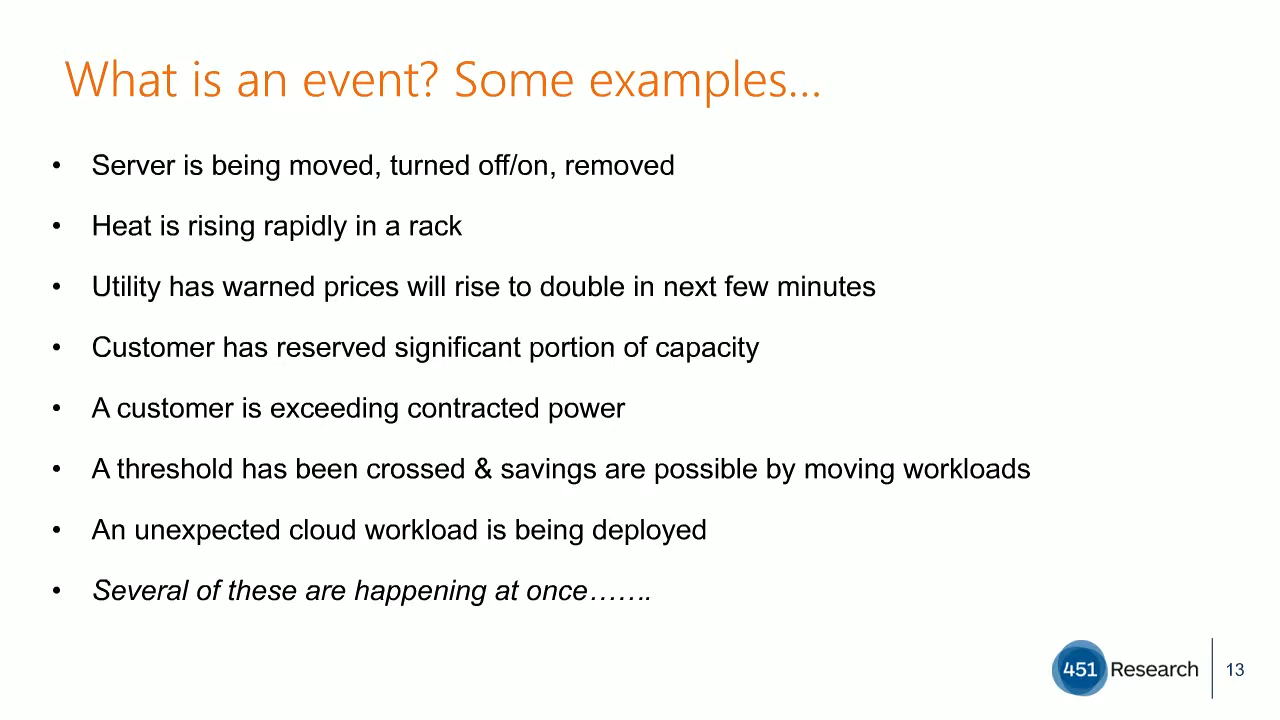 What is an event? Some examples...
• Server is being moved, turned off/on, removed
• Heat is rising rapidly in a rack
• Utility has warned prices will rise to double in next few minutes
• Customer has reserved significant portion of capacity
• A customer is exceeding contracted power
• A threshold has been crossed & savings are possible by moving workloads
• An unexpected cloud workload is being deployed
• Several of these are happening at once…….
451 Research
13